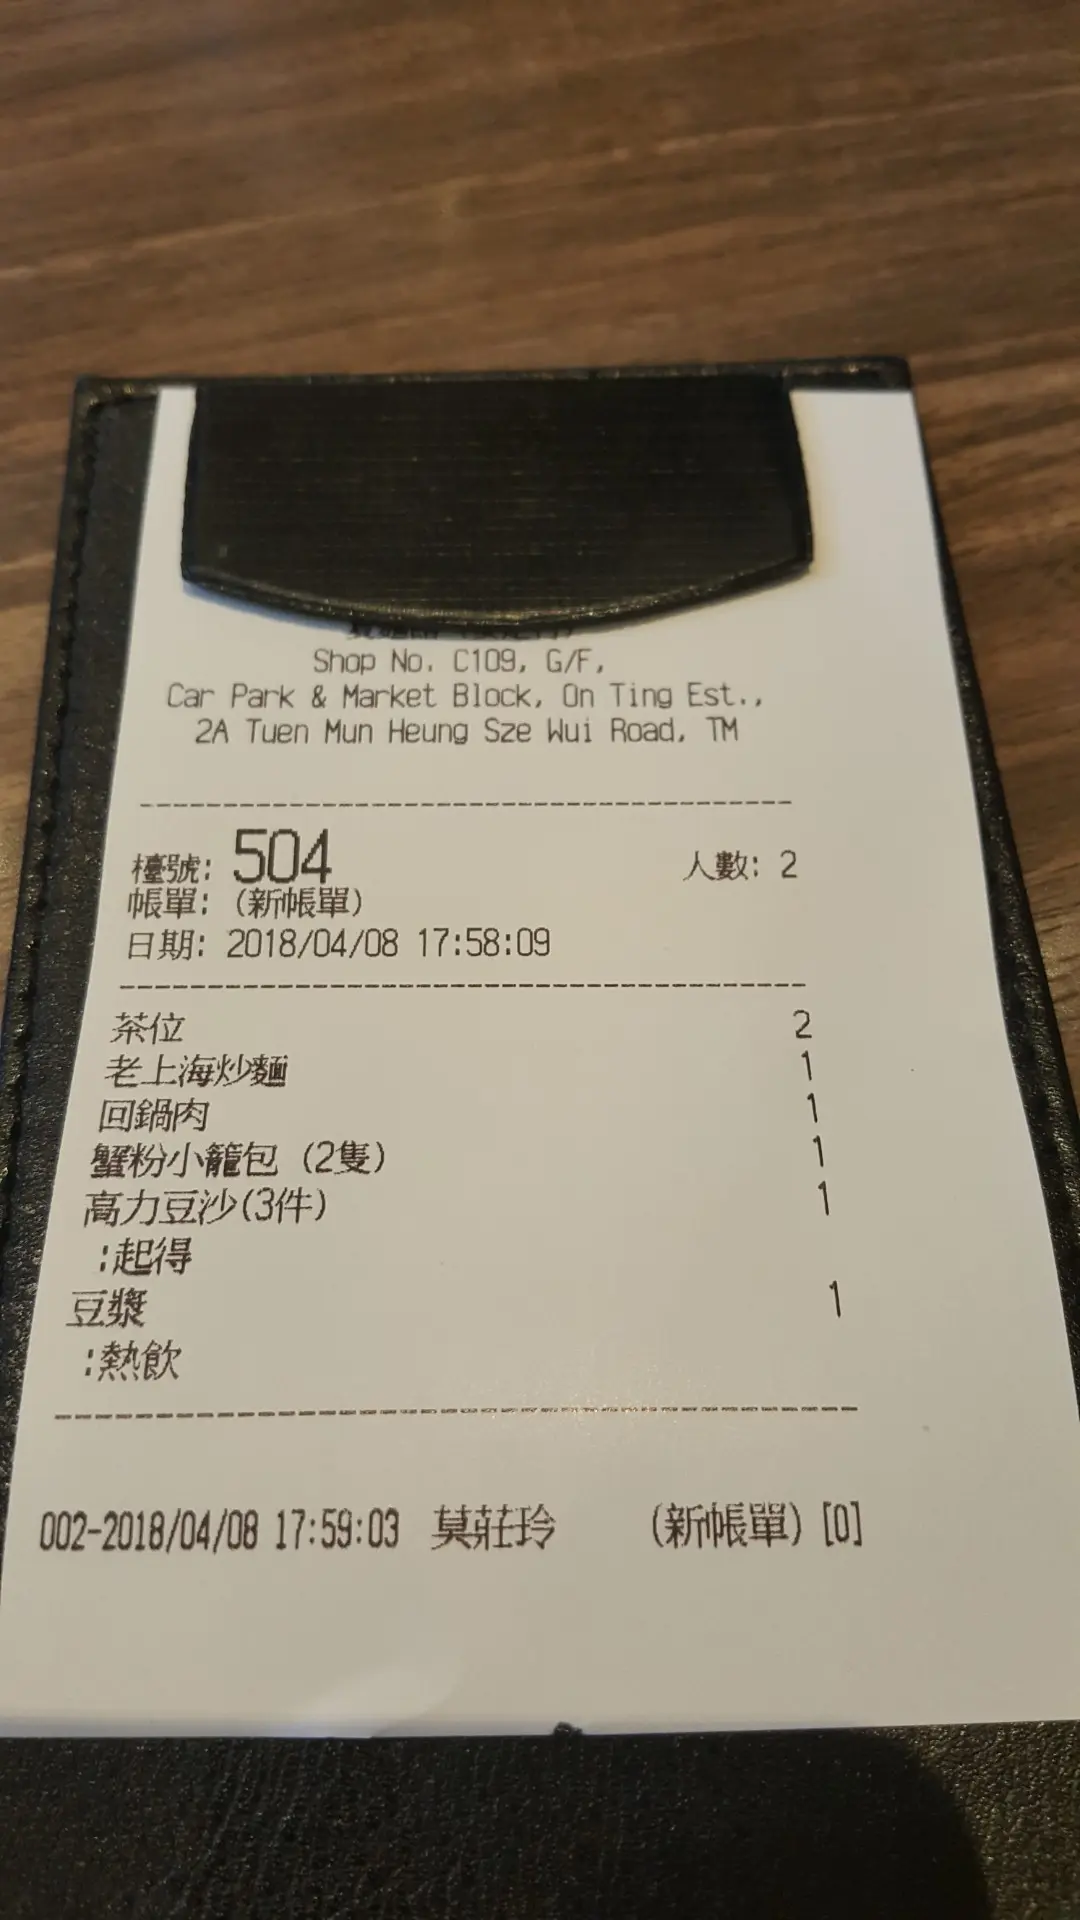 Shop No. C109, G/F,
Car Park & Market Block, On Ting Est.,
2A Tuen Mun Heung Sze Wui Road, TM
檯號: 504 人數: 2
帳單: (新帳單)
日期: 2018/04/08 17:58:09
茶位 2
老上海炒麵 1
回鍋肉 1
蟹粉小籠包 (2隻) 1
高力豆沙(3件) 1
:起得
豆漿 1
:熱飲
002-2018/04/08 17:59:03 莫莊玲 (新帳單) [0]